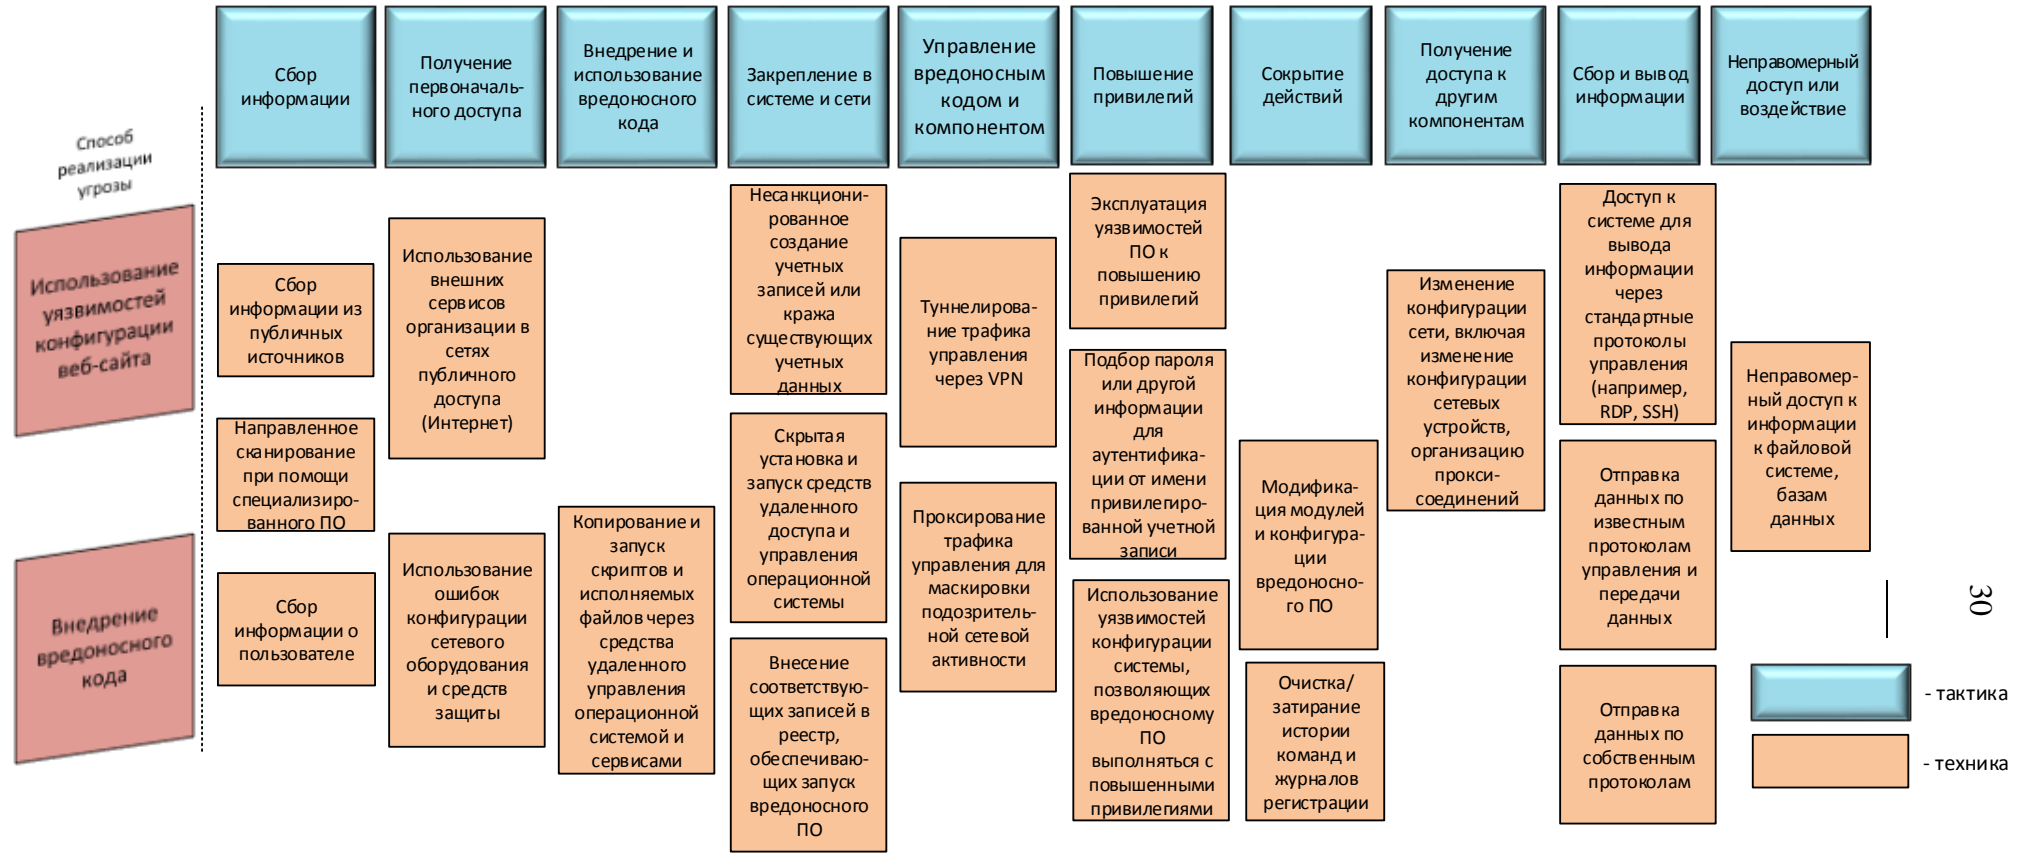 Сбор
информации
Получение
первоначаль-
ного доступа
Внедрение и
использование
вредоносного
кода
Закрепление в
системе и сети
Управление
вредоносным
кодом и
компонентом
Повышение
привилегий
Сокрытие
действий
Получение
доступа к
другим
компонентам
Сбор и вывод
информации
Неправомерный
доступ или
воздействие
Способ
реализации
угрозы
Использование
уязвимостей
конфигурации
веб-сайта
Внедрение
вредоносного
кода
Сбор
информации из
публичных
источников
Направленное
сканирование
при помощи
специализиро-
ванного ПО
Сбор
информации о
пользователе
Использование
внешних
сервисов
организации в
сетях
публичного
доступа
(Интернет)
Использование
ошибок
конфигурации
сетевого
оборудования
и средств
защиты
Копирование и
запуск
скриптов и
исполняемых
файлов через
средства
удаленного
управления
операционной
системой и
сервисами
Несанкциони-
рованное
создание
учетных
записей или
кража
существующих
учетных
данных
Скрытая
установка и
запуск средств
удаленного
доступа и
управления
операционной
системы
Внесение
соответствую-
щих записей в
реестр,
обеспечиваю-
щих запуск
вредоносного
ПО
Туннелирова-
ние трафика
управления
через VPN
Проксирование
трафика
управления для
маскировки
подозритель-
ной сетевой
активности
Эксплуатация
уязвимостей
ПО к
повышению
привилегий
Подбор пароля
или другой
информации
для
аутентифика-
ции от имени
привилегиро-
ванной учетной
записи
Использование
уязвимостей
конфигурации
системы,
позволяющих
вредоносному
ПО
выполняться с
повышенными
привилегиями
Модифика-
ция модулей
и конфигура-
ции
вредоносно-
го ПО
Очистка/
затирание
истории
команд и
журналов
регистрации
Изменение
конфигурации
сети, включая
изменение
конфигурации
сетевых
устройств,
организацию
прокси-
соединений
Доступ к
системе для
вывода
информации
через
стандартные
протоколы
управления
(например,
RDP, SSH)
Отправка
данных по
известным
протоколам
управления и
передачи
данных
Отправка
данных по
собственным
протоколам
Неправомер-
ный доступ к
информации
к файловой
системе,
базам
данных
30
- тактика
- техника